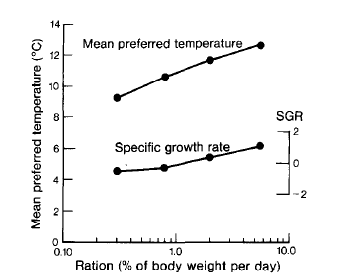 14
12
10
8
6
4
2
0
Mean preferred temperature (°C)
Mean preferred temperature
Specific growth rate
SGR
2
0
-2
0.10
1.0
10.0
Ration (% of body weight per day)